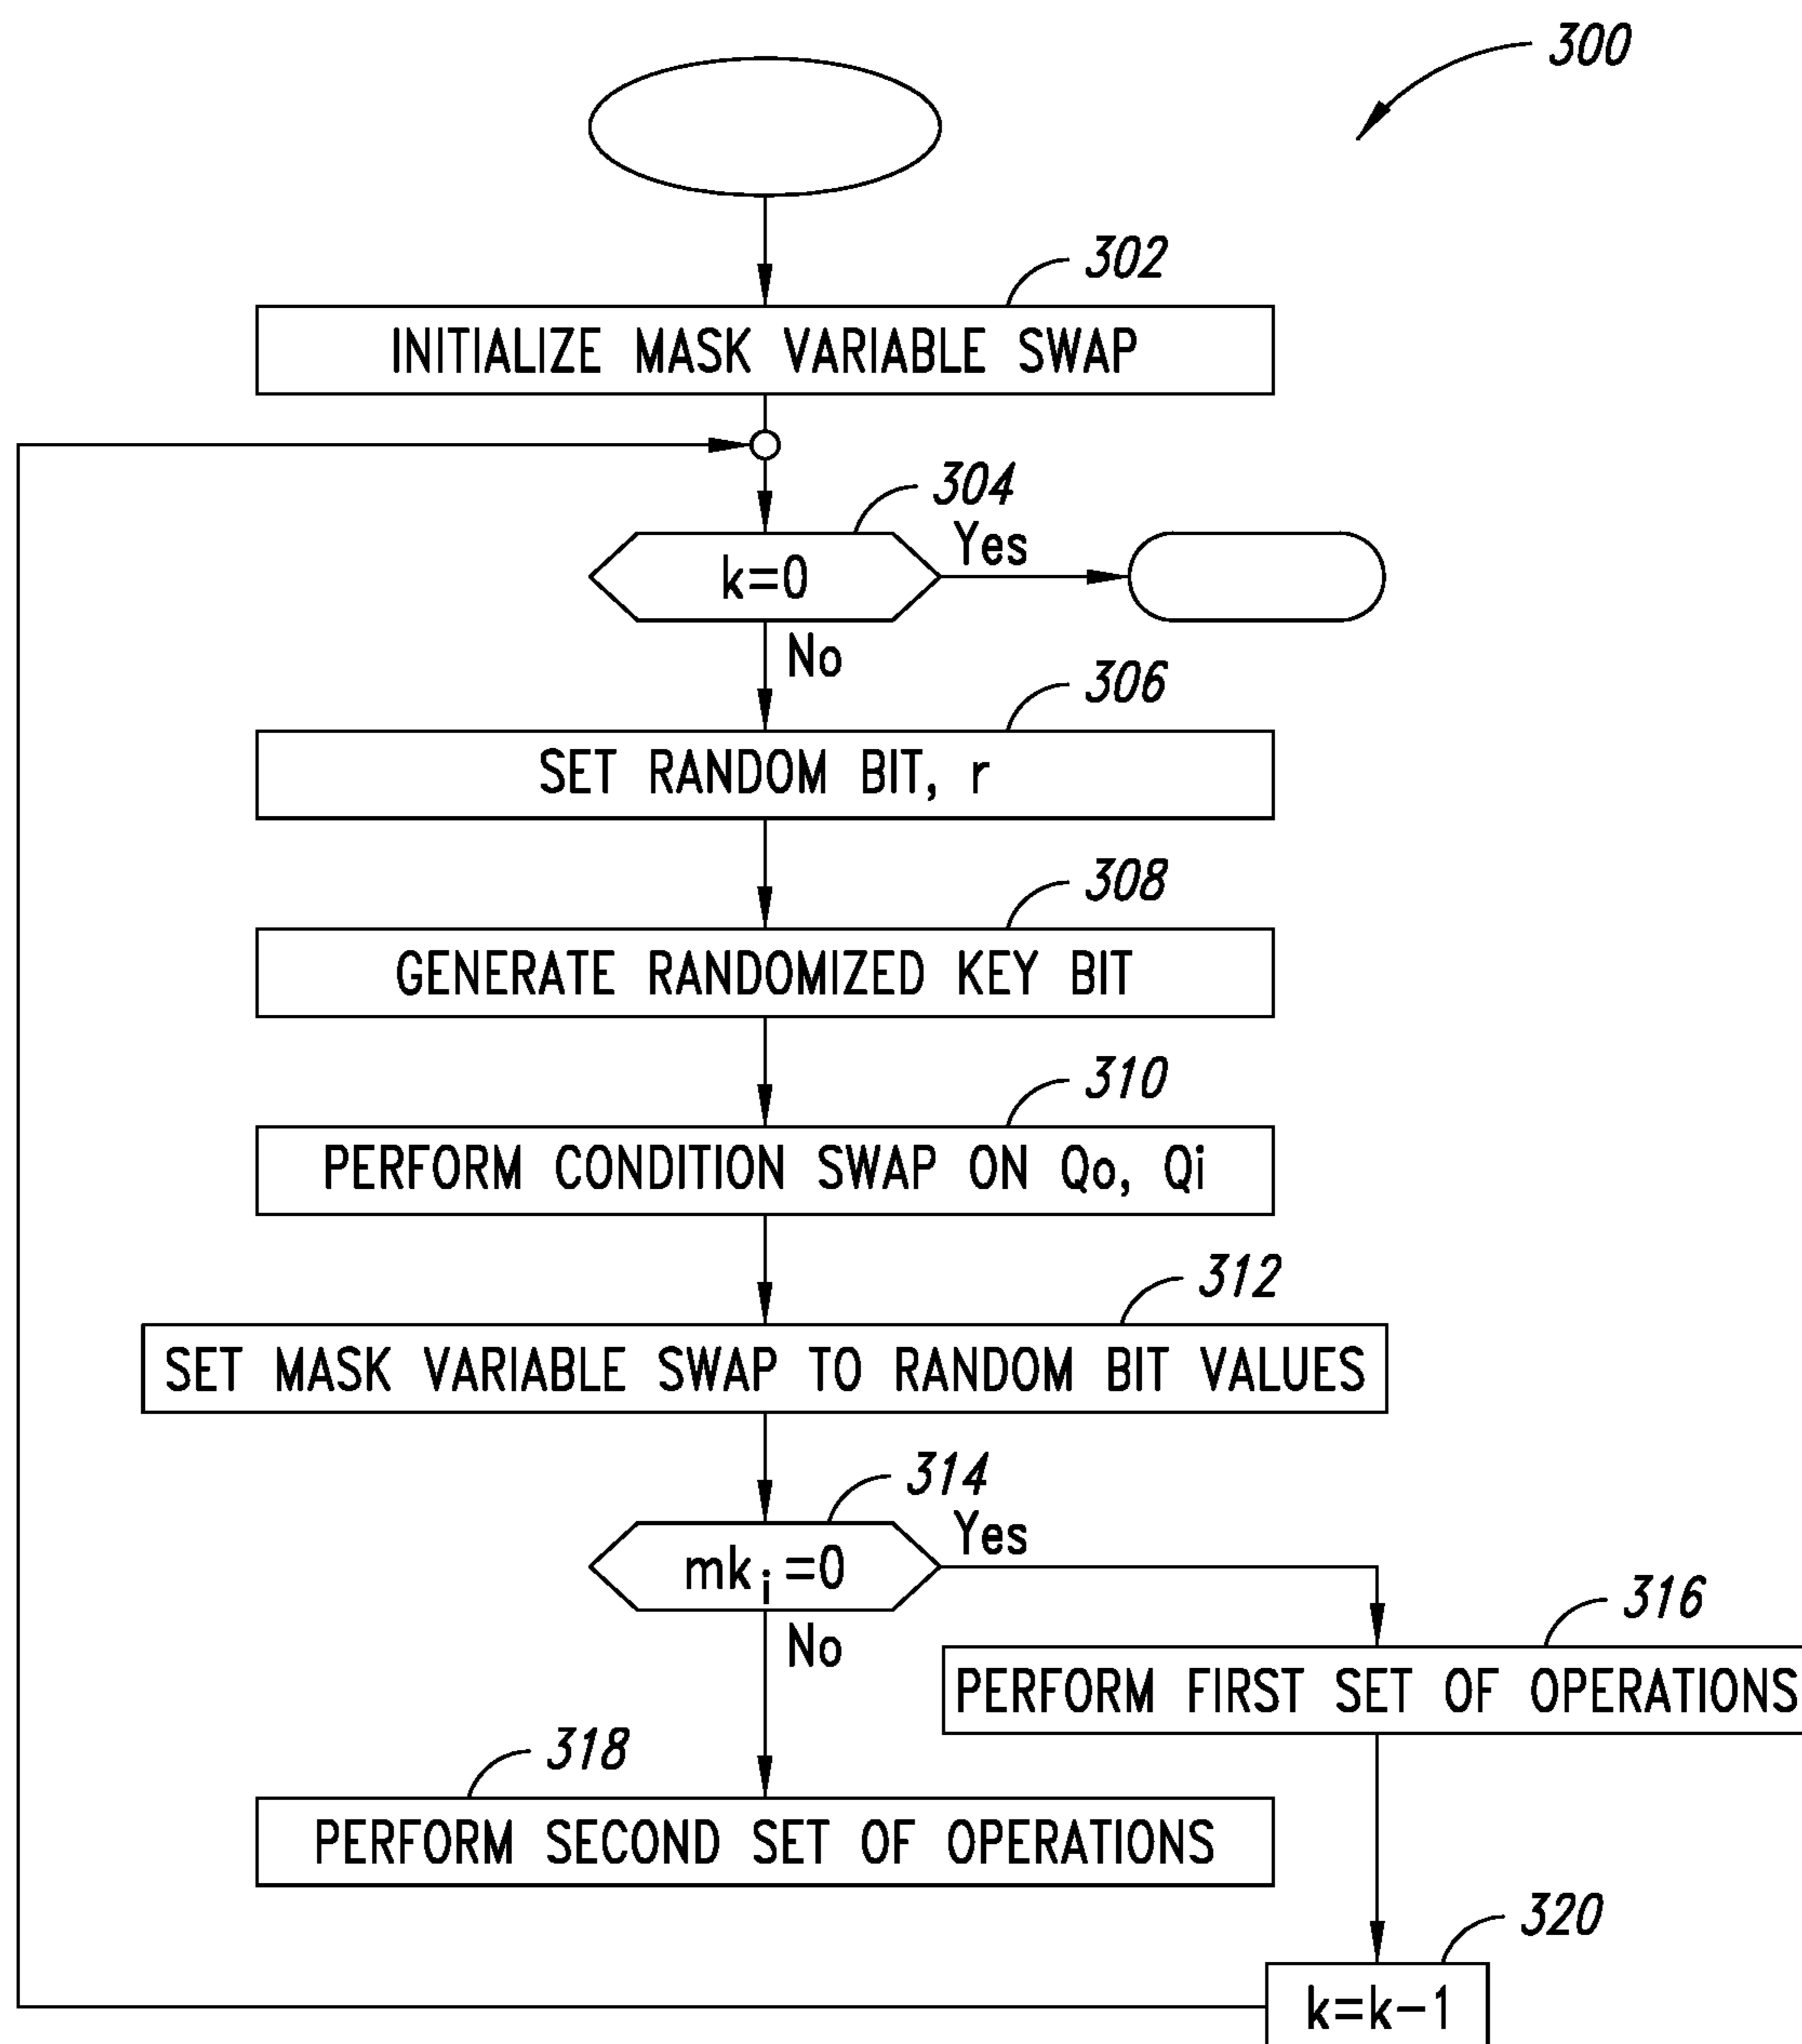 300
302
INITIALIZE MASK VARIABLE SWAP
304
Yes
k=0
No
306
SET RANDOM BIT, r
308
GENERATE RANDOMIZED KEY BIT
310
PERFORM CONDITION SWAP ON Qo, Qi
312
SET MASK VARIABLE SWAP TO RANDOM BIT VALUES
314
Yes
mki=0
No
316
PERFORM FIRST SET OF OPERATIONS
318
PERFORM SECOND SET OF OPERATIONS
320
k=k-1